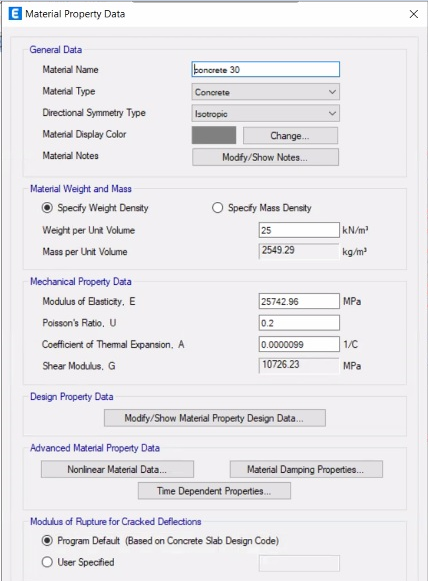 E Material Property Data
General Data
Material Name concrete 30
Material Type Concrete
Directional Symmetry Type Isotropic
Material Display Color Change...
Material Notes Modify/Show Notes...
Material Weight and Mass
Specify Weight Density Specify Mass Density
Weight per Unit Volume 25 kN/m³
Mass per Unit Volume 2549.29 kg/m³
Mechanical Property Data
Modulus of Elasticity, E 25742.96 MPa
Poisson's Ratio, U 0.2
Coefficient of Thermal Expansion, A 0.0000099 1/C
Shear Modulus, G 10726.23 MPa
Design Property Data
Modify/Show Material Property Design Data...
Advanced Material Property Data
Nonlinear Material Data... Material Damping Properties...
Time Dependent Properties...
Modulus of Rupture for Cracked Deflections
Program Default (Based on Concrete Slab Design Code)
User Specified